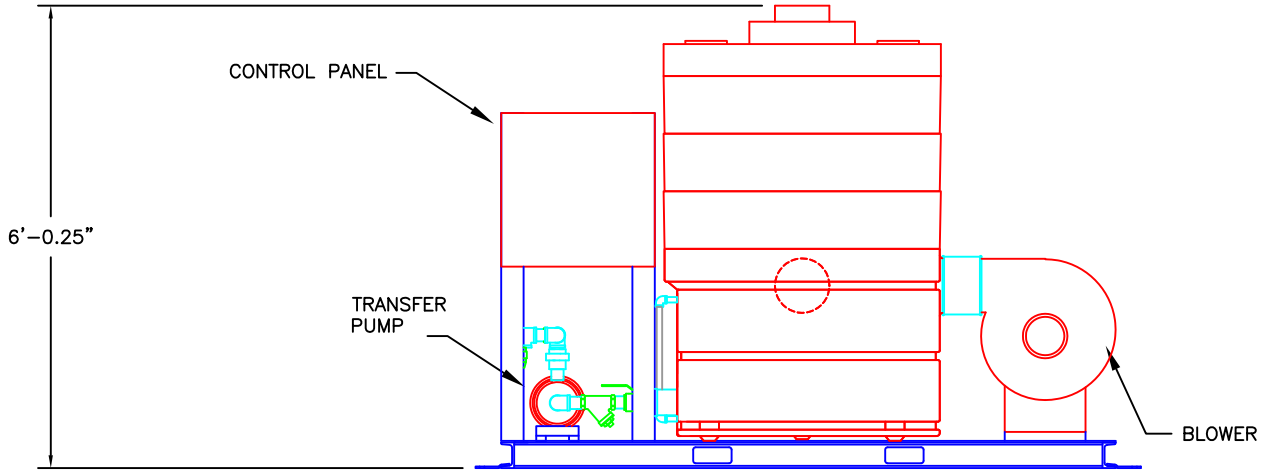 CONTROL PANEL
6'-0.25"
TRANSFER
PUMP
BLOWER